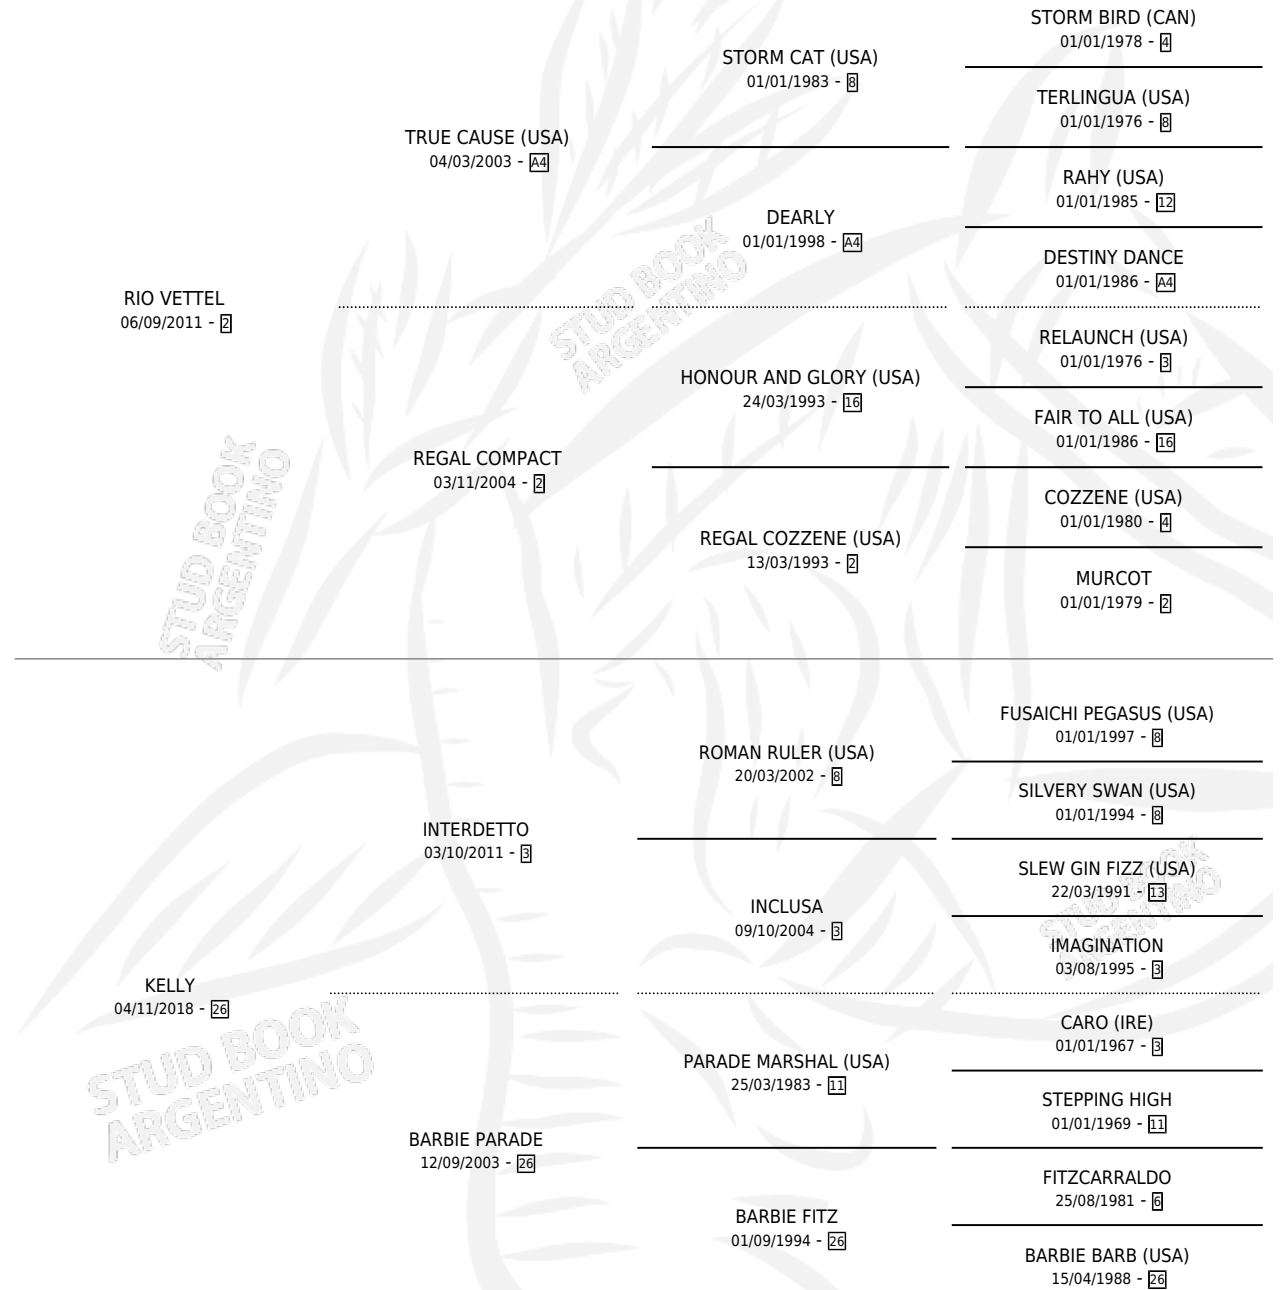 STORM BIRD (CAN)
01/01/1978 - 4
STORM CAT (USA)
01/01/1983 - 8
TERLINGUA (USA)
01/01/1976 - 8
TRUE CAUSE (USA)
04/03/2003 - A4
RAHY (USA)
01/01/1985 - 12
DEARLY
01/01/1998 - A4
DESTINY DANCE
01/01/1986 - A4
RIO VETTEL
06/09/2011 - 2
RELAUNCH (USA)
01/01/1976 - 3
HONOUR AND GLORY (USA)
24/03/1993 - 16
FAIR TO ALL (USA)
01/01/1986 - 16
REGAL COMPACT
03/11/2004 - 2
COZZENE (USA)
01/01/1980 - 4
REGAL COZZENE (USA)
13/03/1993 - 2
MURCOT
01/01/1979 - 2
FUSAICHI PEGASUS (USA)
01/01/1997 - 8
ROMAN RULER (USA)
20/03/2002 - 8
SILVERY SWAN (USA)
01/01/1994 - 8
INTERDETTO
03/10/2011 - 3
SLEW GIN FIZZ (USA)
22/03/1991 - 13
INCLUSA
09/10/2004 - 3
IMAGINATION
03/08/1995 - 3
KELLY
04/11/2018 - 26
CARO (IRE)
01/01/1967 - 3
PARADE MARSHAL (USA)
25/03/1983 - 11
STEPPING HIGH
01/01/1969 - 11
BARBIE PARADE
12/09/2003 - 26
FITZCARRALDO
25/08/1981 - 6
BARBIE FITZ
01/09/1994 - 26
BARBIE BARB (USA)
15/04/1988 - 26
STUD BOOK
ARGENTINO
STUD BOOK
ARGENTINO
STUD BOOK
ARGENTINO
STUD BOOK
ARGENTINO